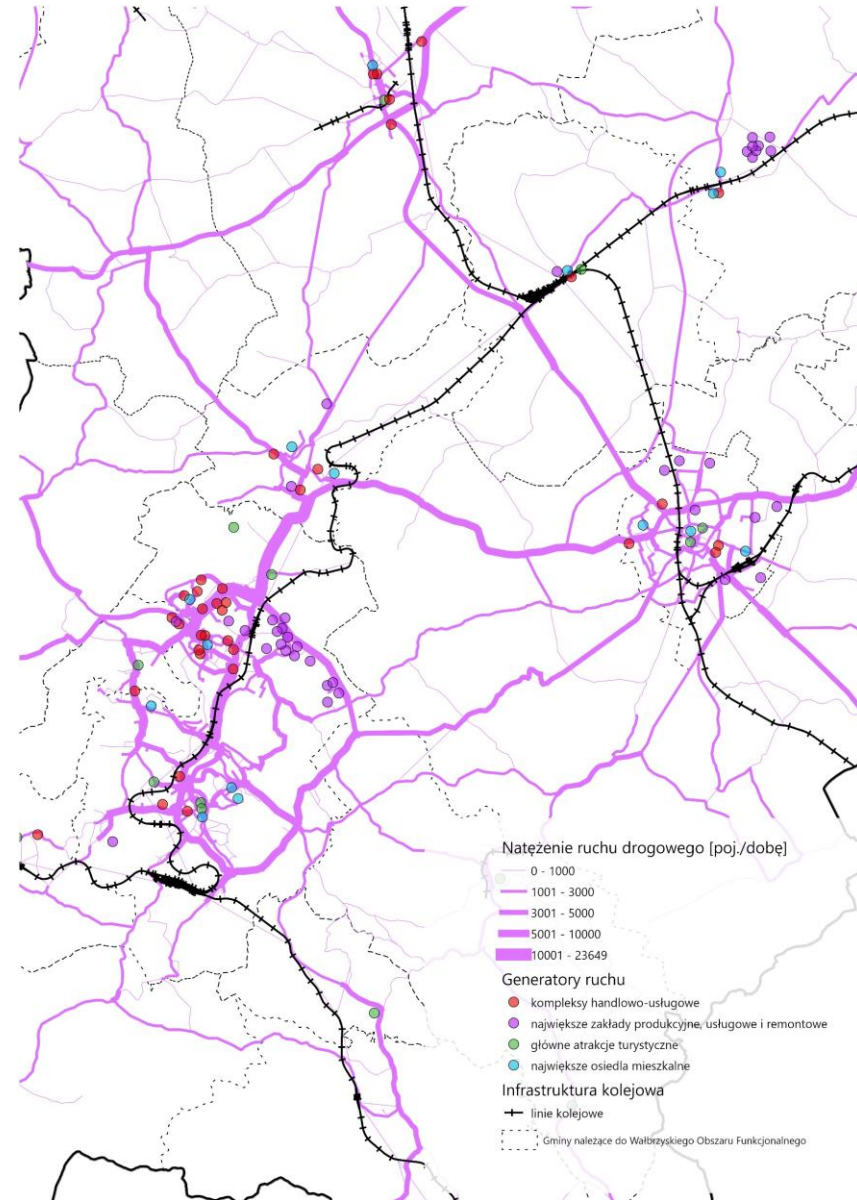 Natężenie ruchu drogowego [poj./dobę]
0 - 1000
1001 - 3000
3001 - 5000
5001 - 10000
10001 - 23649
Generatory ruchu
kompleksy handlowo-usługowe
największe zakłady produkcyjne, usługowe i remontowe
główne atrakcje turystyczne
największe osiedla mieszkalne
Infrastruktura kolejowa
linie kolejowe
Gminy należące do Wałbrzyskiego Obszaru Funkcjonalnego